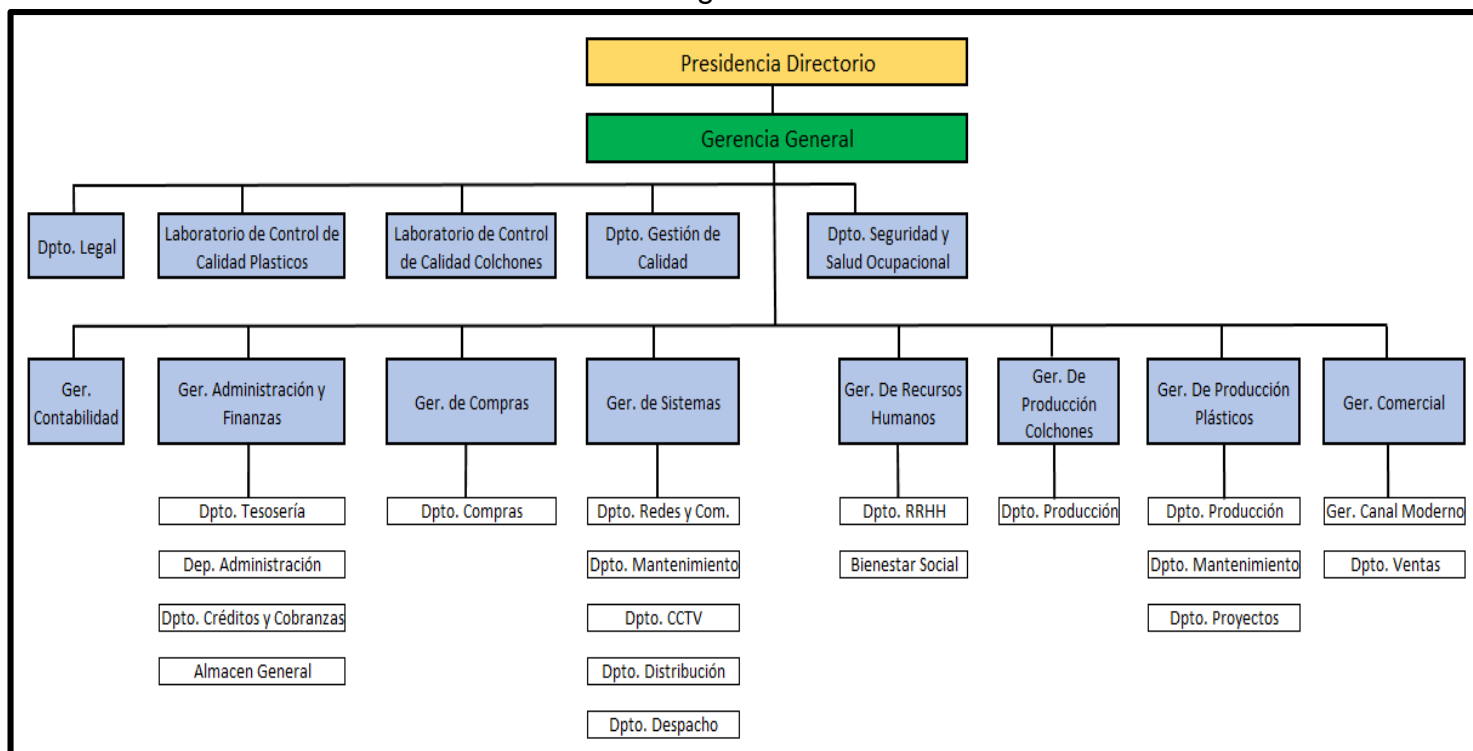 Presidencia Directorio
Gerencia General
Dpto. Legal
Laboratorio de Control de
Calidad Plasticos
Laboratorio de Control
de Calidad Colchones
Dpto. Gestión de
Calidad
Dpto. Seguridad y
Salud Ocupacional
Ger.
Contabilidad
Ger. Administración y
Finanzas
Ger. de Compras
Ger. de Sistemas
Ger. De Recursos
Humanos
Ger. De
Producción
Colchones
Ger. De Producción
Plásticos
Ger. Comercial
Dpto. Tesosería
Dep. Administración
Dpto. Créditos y Cobranzas
Almacen General
Dpto. Compras
Dpto. Redes y Com.
Dpto. Mantenimiento
Dpto. CCTV
Dpto. Distribución
Dpto. Despacho
Dpto. RRHH
Bienestar Social
Dpto. Producción
Dpto. Producción
Dpto. Mantenimiento
Dpto. Proyectos
Ger. Canal Moderno
Dpto. Ventas